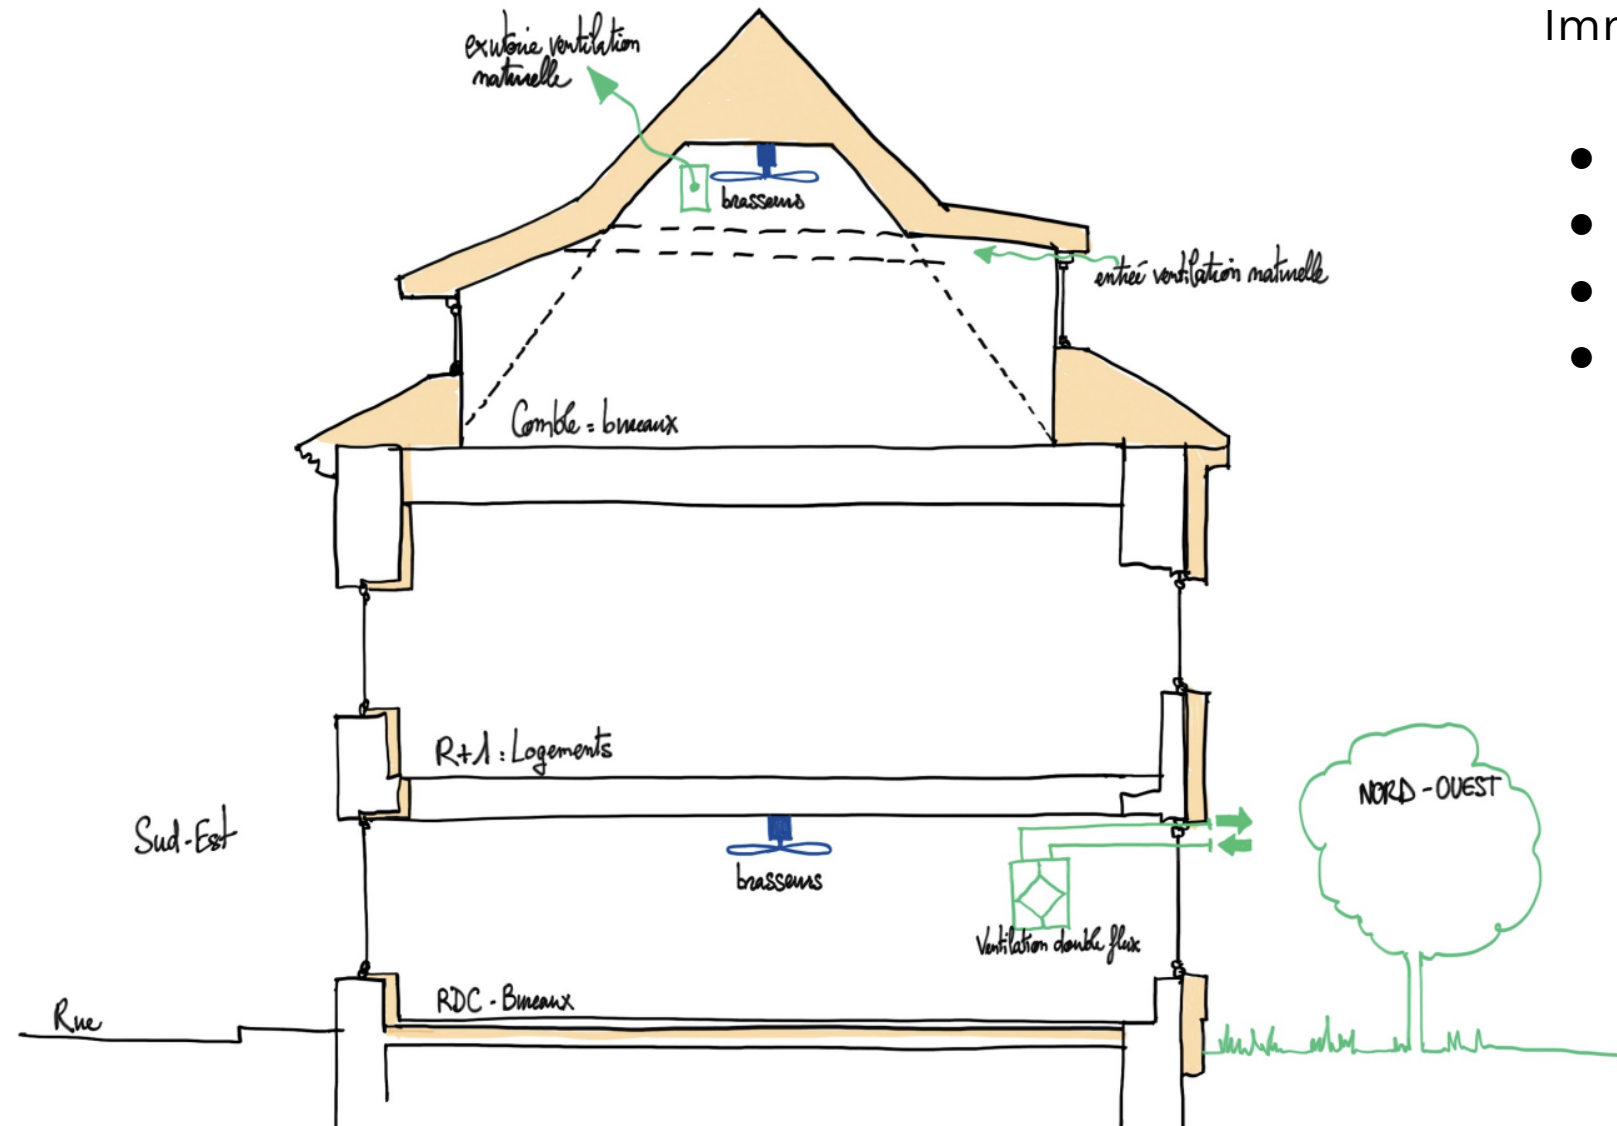 Imm
exutoire ventilation
naturelle
brasseurs
entrée ventilation naturelle
Comble = bureaux
R+1 : Logements
NORD - OUEST
Sud-Est
brasseurs
Ventilation double flux
RDC - Bureaux
Rue